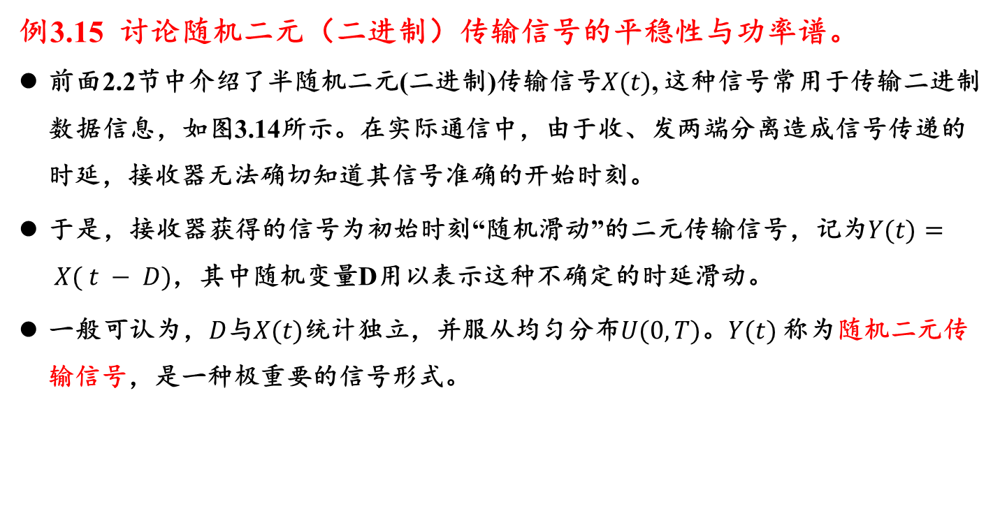 例3.15 讨论随机二元（二进制）传输信号的平稳性与功率谱。
● 前面2.2节中介绍了半随机二元(二进制)传输信号X(t), 这种信号常用于传输二进制
数据信息，如图3.14所示。在实际通信中，由于收、发两端分离造成信号传递的
时延，接收器无法确切知道其信号准确的开始时刻。
● 于是，接收器获得的信号为初始时刻“随机滑动”的二元传输信号，记为Y(t) =
X( t − D)，其中随机变量D用以表示这种不确定的时延滑动。
● 一般可认为，D与X(t)统计独立，并服从均匀分布U(0, T)。Y(t) 称为随机二元传
输信号，是一种极重要的信号形式。